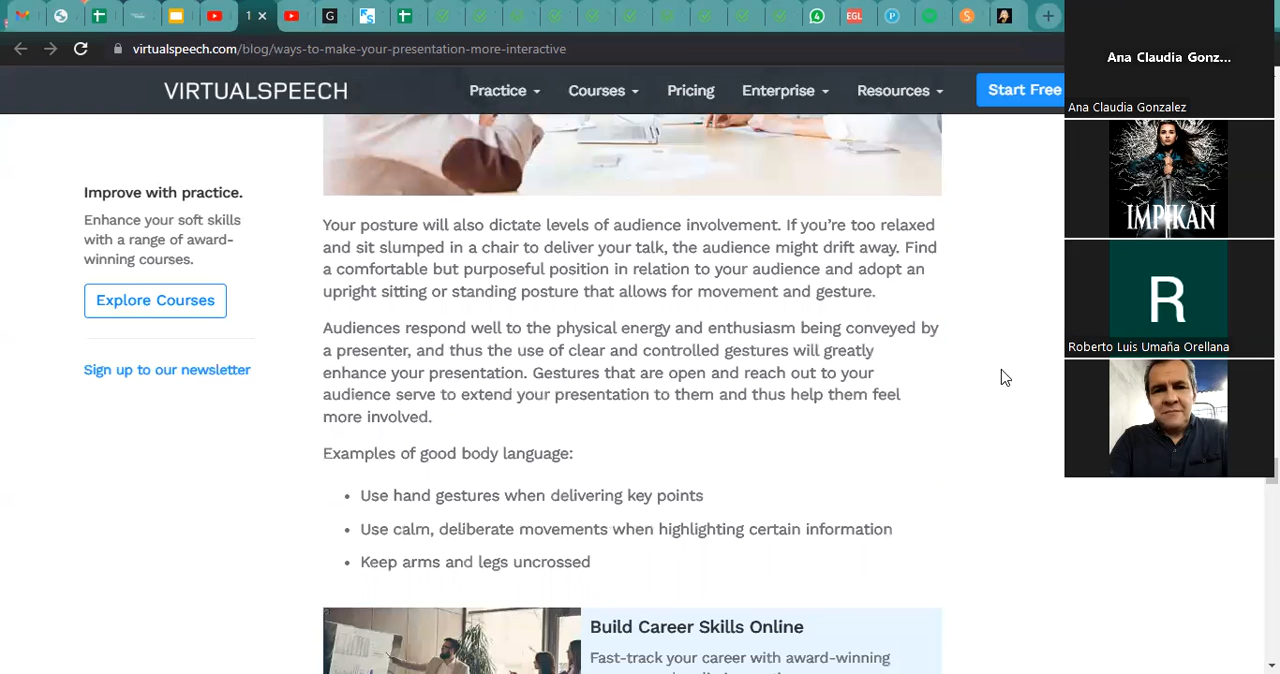 1
G
4
EGL
P
S
virtualspeech.com/blog/ways-to-make-your-presentation-more-interactive
VIRTUALSPEECH
Practice
Courses
Pricing
Enterprise
Resources
Start Free
Ana Claudia Gonz...
Ana Claudia Gonzalez
IMPIKAN
R
Roberto Luis Umaña Orellana
Improve with practice.
Enhance your soft skills
with a range of award-
winning courses.
Explore Courses
Sign up to our newsletter
Your posture will also dictate levels of audience involvement. If you’re too relaxed
and sit slumped in a chair to deliver your talk, the audience might drift away. Find
a comfortable but purposeful position in relation to your audience and adopt an
upright sitting or standing posture that allows for movement and gesture.
Audiences respond well to the physical energy and enthusiasm being conveyed by
a presenter, and thus the use of clear and controlled gestures will greatly
enhance your presentation. Gestures that are open and reach out to your
audience serve to extend your presentation to them and thus help them feel
more involved.
Examples of good body language:
• Use hand gestures when delivering key points
• Use calm, deliberate movements when highlighting certain information
• Keep arms and legs uncrossed
Build Career Skills Online
Fast-track your career with award-winning